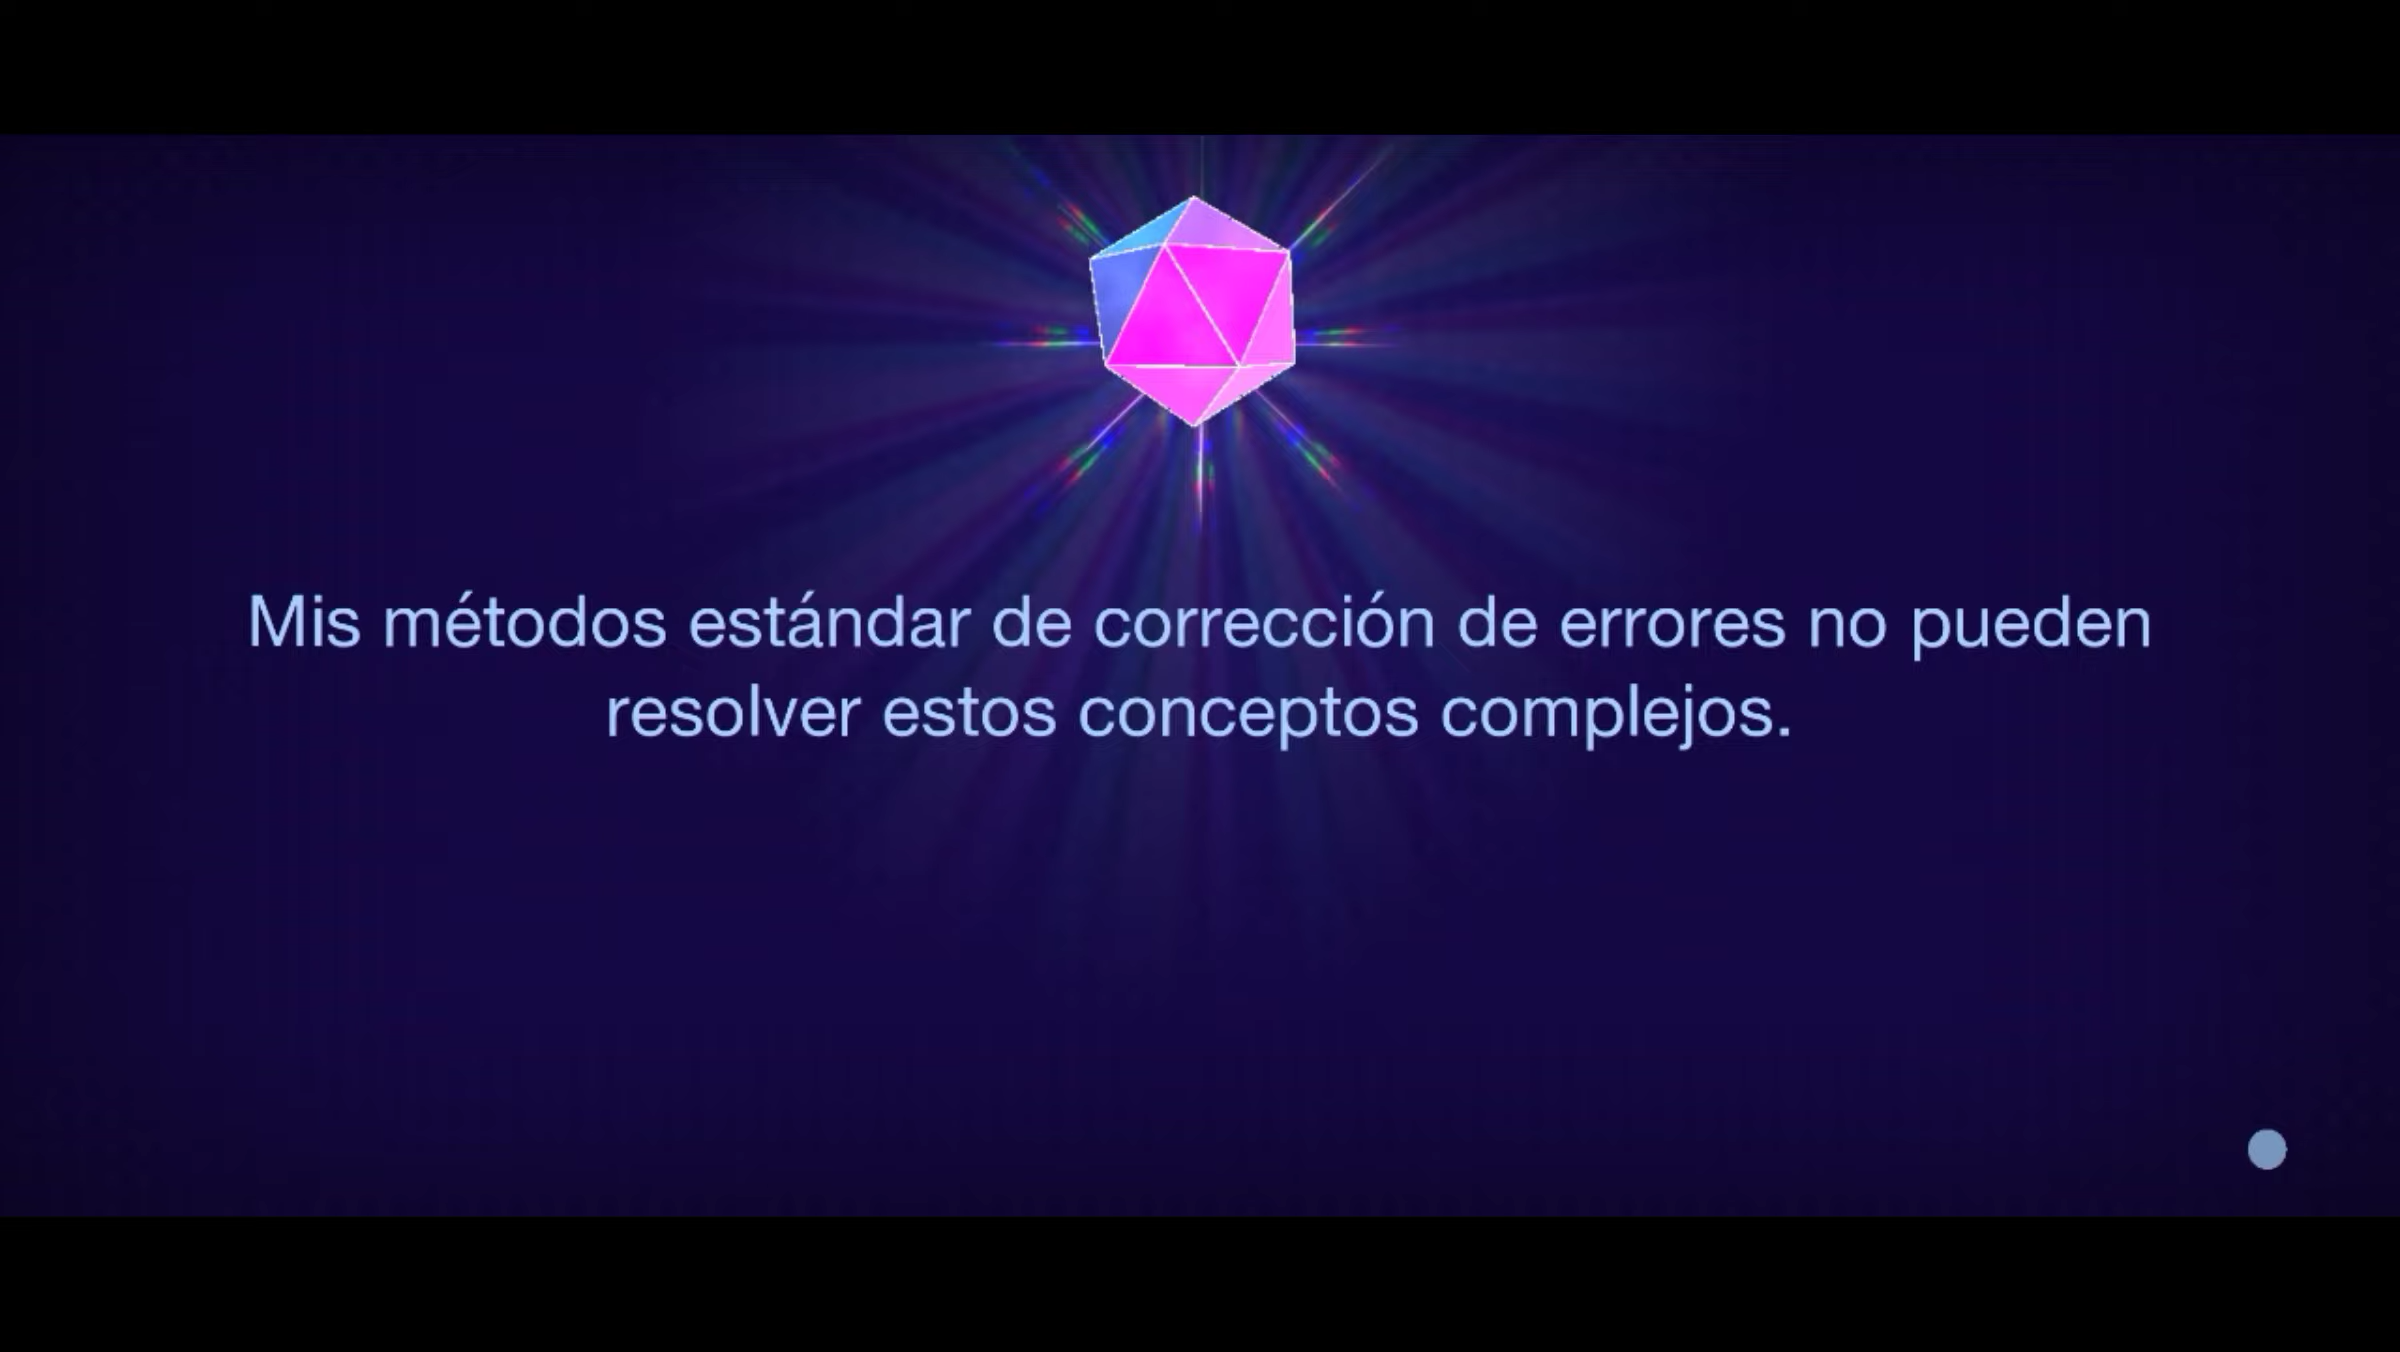 Mis métodos estándar de corrección de errores no pueden
resolver estos conceptos complejos.